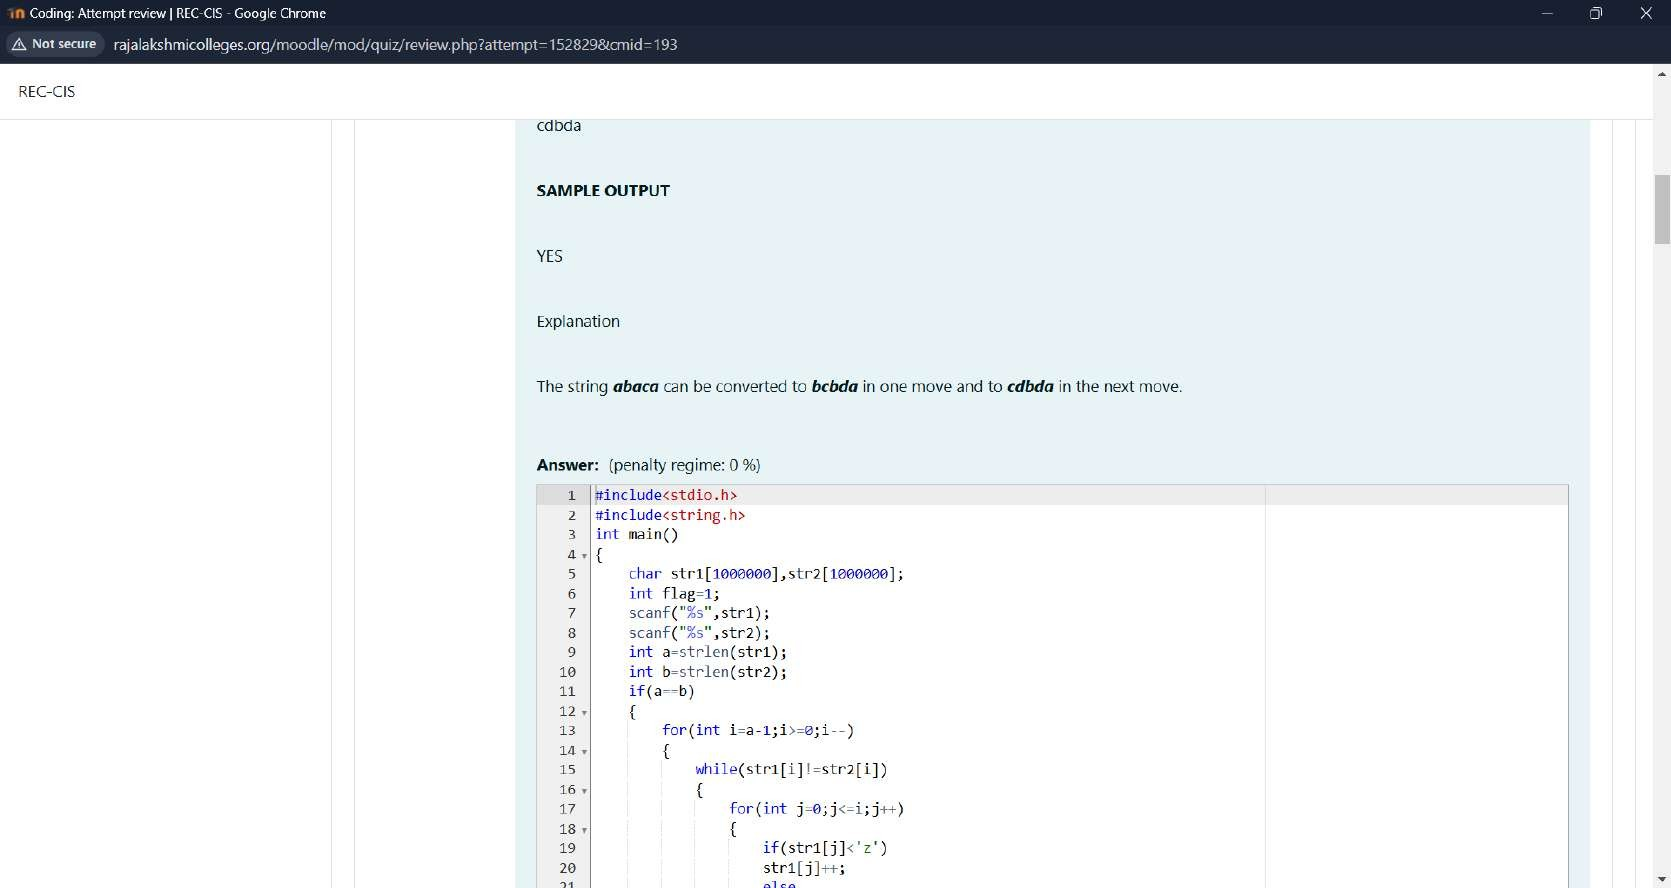 Coding: Attempt review | REC-CIS - Google Chrome
Not secure rajalakshmicolleges.org/moodle/mod/quiz/review.php?attempt=152829&cmid=193
REC-CIS
cdbda
SAMPLE OUTPUT
YES
Explanation
The string abaca can be converted to bcbda in one move and to cdbda in the next move.
Answer: (penalty regime: 0 %)
1 #include<stdio.h>
2 #include<string.h>
3 int main()
4 {
5 char str1[1000000],str2[1000000];
6 int flag=1;
7 scanf("%s",str1);
8 scanf("%s",str2);
9 int a=strlen(str1);
10 int b=strlen(str2);
11 if(a==b)
12 {
13 for(int i=a-1;i>=0;i--)
14 {
15 while(str1[i]!=str2[i])
16 {
17 for(int j=0;j<=i;j++)
18 {
19 if(str1[j]<'z')
20 str1[j]++;
21 else